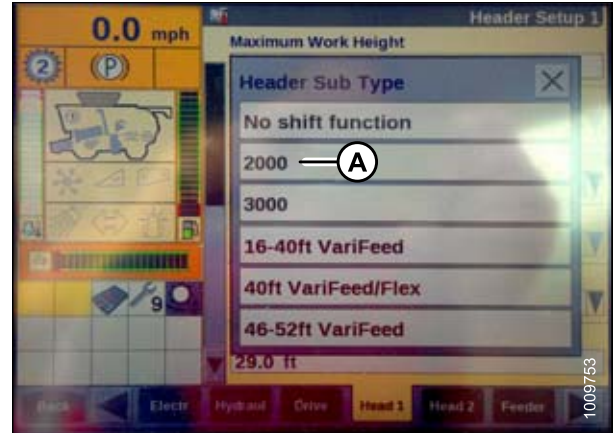 0.0 mph
Header Setup 1
Maximum Work Height
2
(P)
Header Sub Type
No shift function
2000
A
3000
16-40ft VariFeed
40ft VariFeed/Flex
9
46-52ft VariFeed
29.0 ft
Back
Electr
Hydraul
Drive
Head 1
Head 2
Feeder
1009753